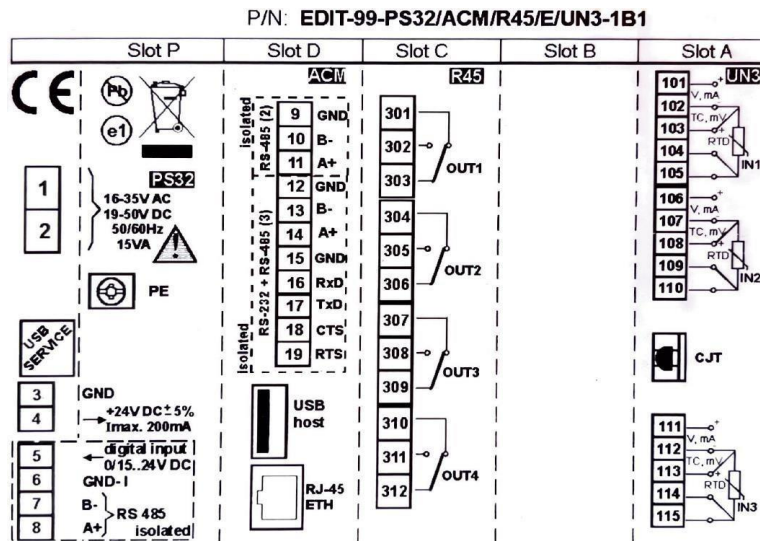 P/N: EDIT-99-PS32/ACM/R45/E/UN3-1B1
Slot P
Slot D
Slot C
Slot B
Slot A
CE
Pb
e1
1
2
PS32
16-35V AC
19-50V DC
50/60Hz
15VA
PE
USB
SERVICE
3
GND
4
+24V DC±5%
Imax. 200mA
5
digital input
0/15..24V DC
6
GND-I
7
B-
8
A+
RS 485
isolated
ACM
isolated
RS-485 (2)
9 GND
10 B-
11 A+
RS-232 + RS-485 (3)
isolated
12 GND
13 B-
14 A+
15 GND
16 RxD
17 TxD
18 CTS
19 RTS
USB
host
RJ-45
ETH
R45
301
302
303
OUT1
304
305
306
OUT2
307
308
309
OUT3
310
311
312
OUT4
UN3
101
102
103
104
105
+
V, mA
TC, mV
+
RTD
IN1
106
107
108
109
110
+
V, mA
TC, mV
+
RTD
IN2
CJT
111
112
113
114
115
+
V, mA
TC, mV
+
RTD
IN3